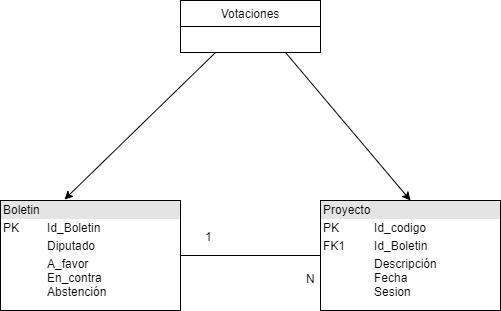 Votaciones
Boletin
PK Id_Boletin
Diputado
A_favor
En_contra
Abstención
1
N
Proyecto
PK Id_codigo
FK1 Id_Boletin
Descripción
Fecha
Sesion